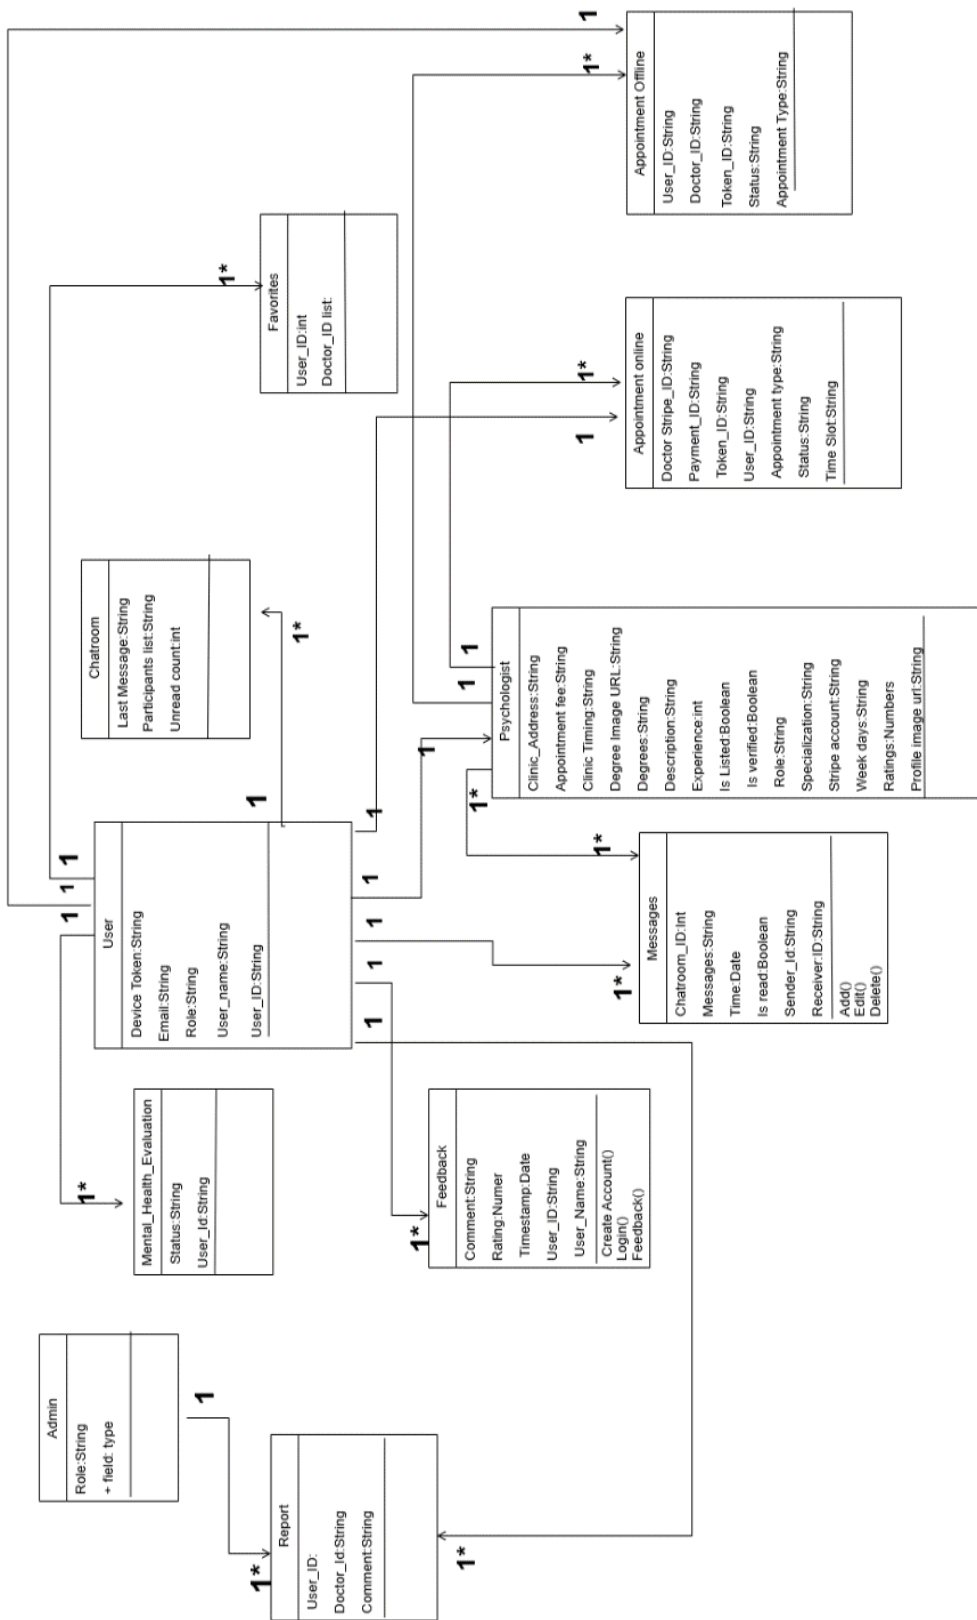 Admin
Role:String
+ field: type
1
1*
Report
User_ID:
Doctor_Id:String
Comment:String
1*
Mental_Health_Evaluation
Status:String
User_Id:String
1*
User
Device Token:String
Email:String
Role:String
User_name:String
User_ID:String
1
1
1
1
1
1
1
1
1
Feedback
Comment:String
Rating:Numer
Timestamp:Date
User_ID:String
User_Name:String
Create Account()
Login()
Feedback()
1*
Chatroom
Last Message:String
Participants list:String
Unread count:int
1*
Favorites
User_ID:int
Doctor_ID list:
1*
Messages
Chatroom_ID:Int
Messages:String
Time:Date
Is read:Boolean
Sender_Id:String
Receiver:ID:String
Add()
Edit()
Delete()
1*
1*
Psychologist
Clinic_Address:String
Appointment fee:String
Clinic Timing:String
Degree Image URL:String
Degrees:String
Description:String
Experience:int
Is Listed:Boolean
Is verified:Boolean
Role:String
Specialization:String
Stripe account:String
Week days:String
Ratings:Numbers
Profile image url:String
1*
1
1
1
Appointment online
Doctor Stripe_ID:String
Payment_ID:String
Token_ID:String
User_ID:String
Appointment type:String
Status:String
Time Slot:String
1
1*
Appointment Offline
User_ID:String
Doctor_ID:String
Token_ID:String
Status:String
Appointment Type:String
1*
1